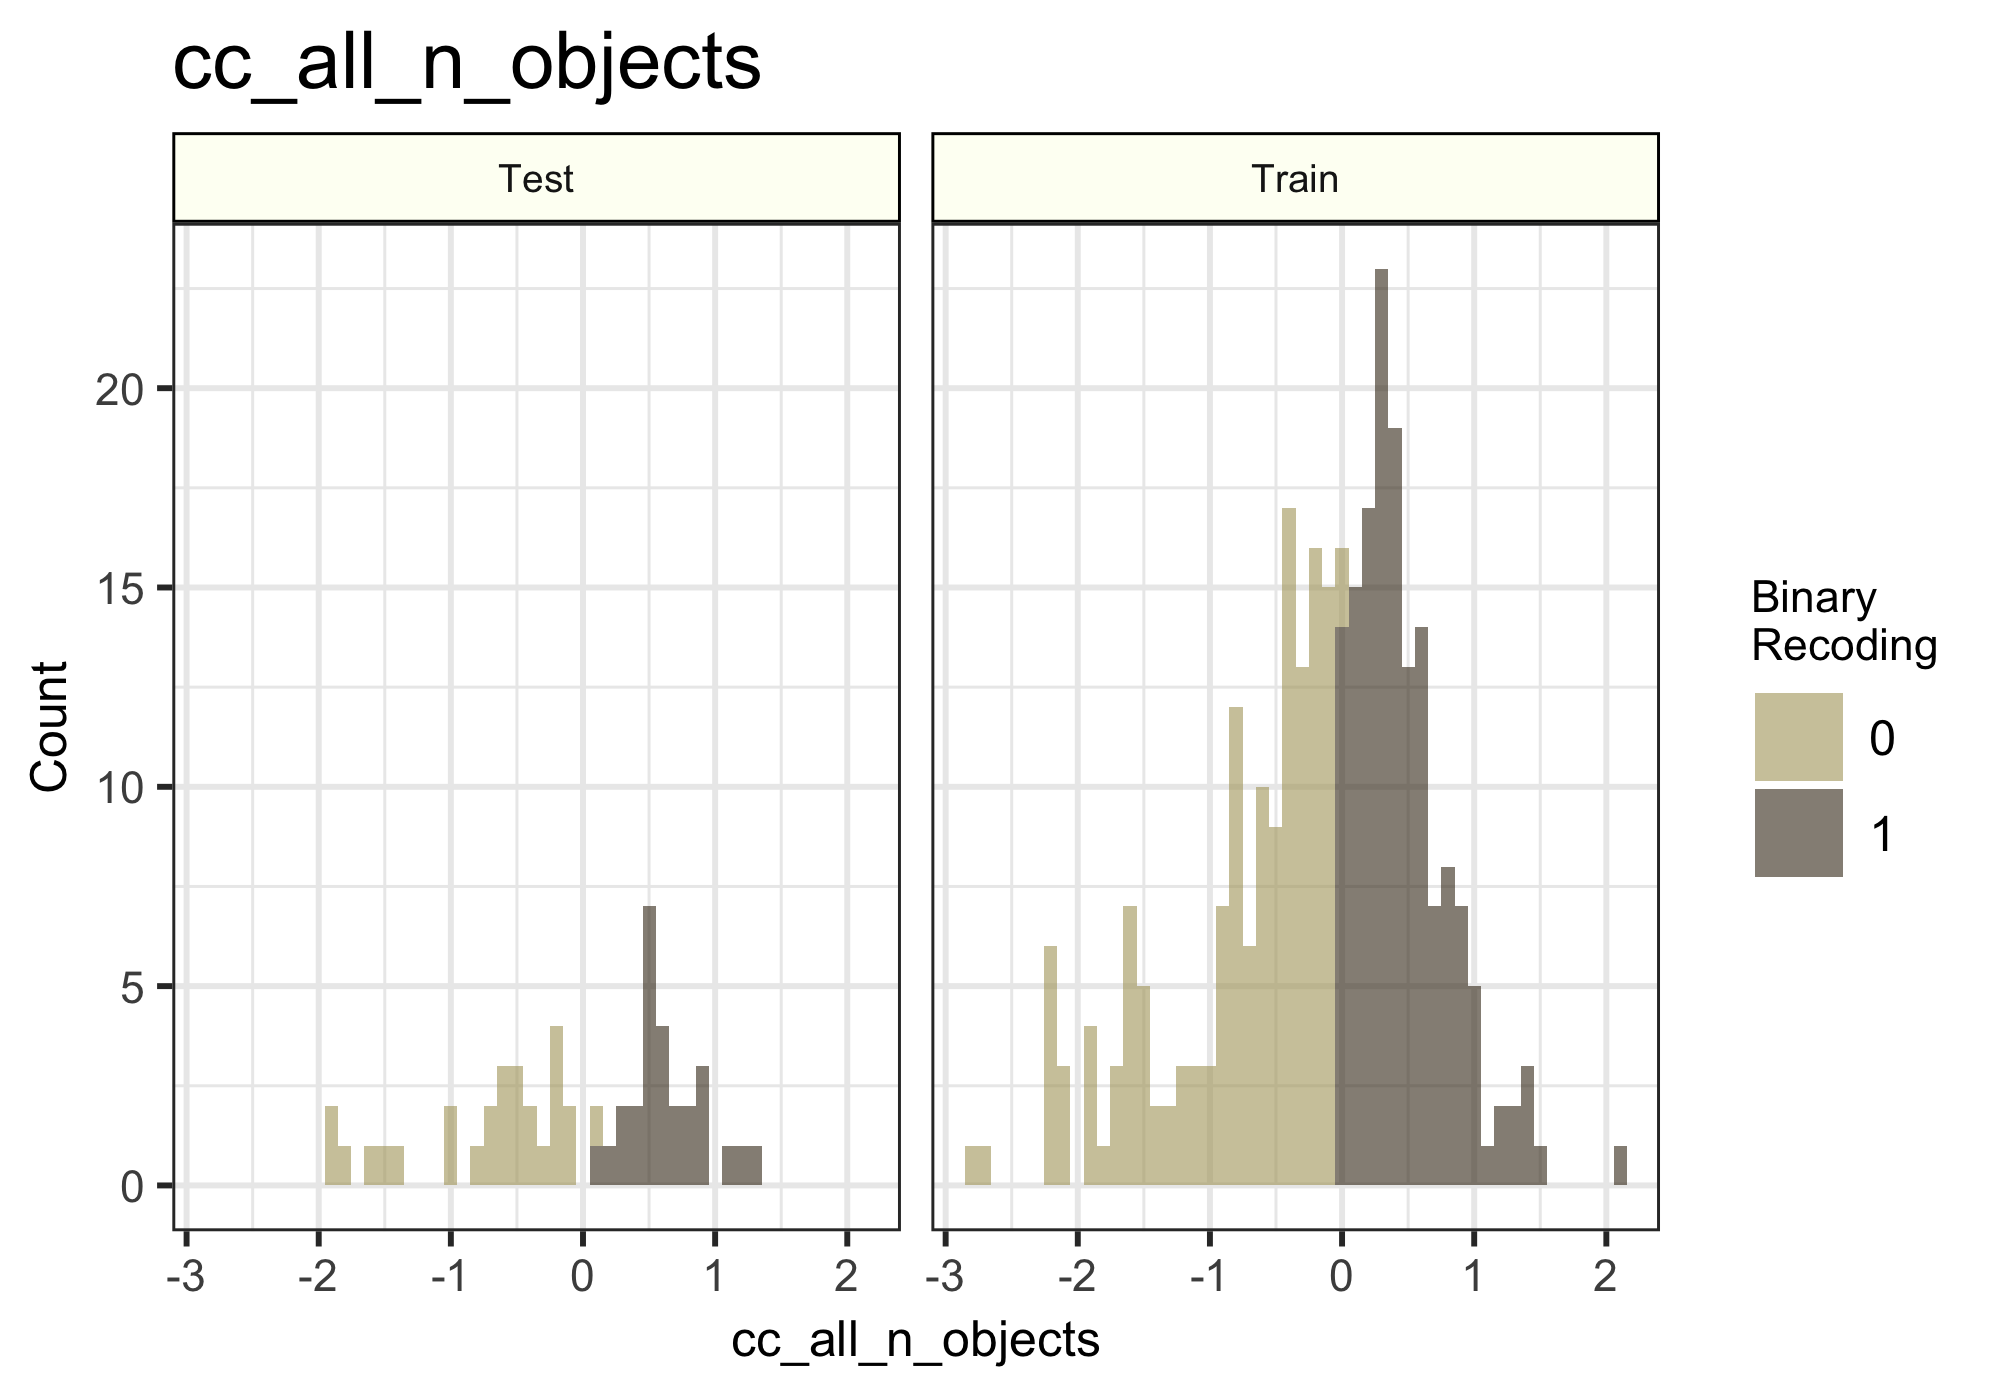 cc_all_n_objects
Test
Train
Count
20
15
10
5
0
-3 -2 -1 0 1 2
-3 -2 -1 0 1 2
cc_all_n_objects
Binary
Recoding
0
1